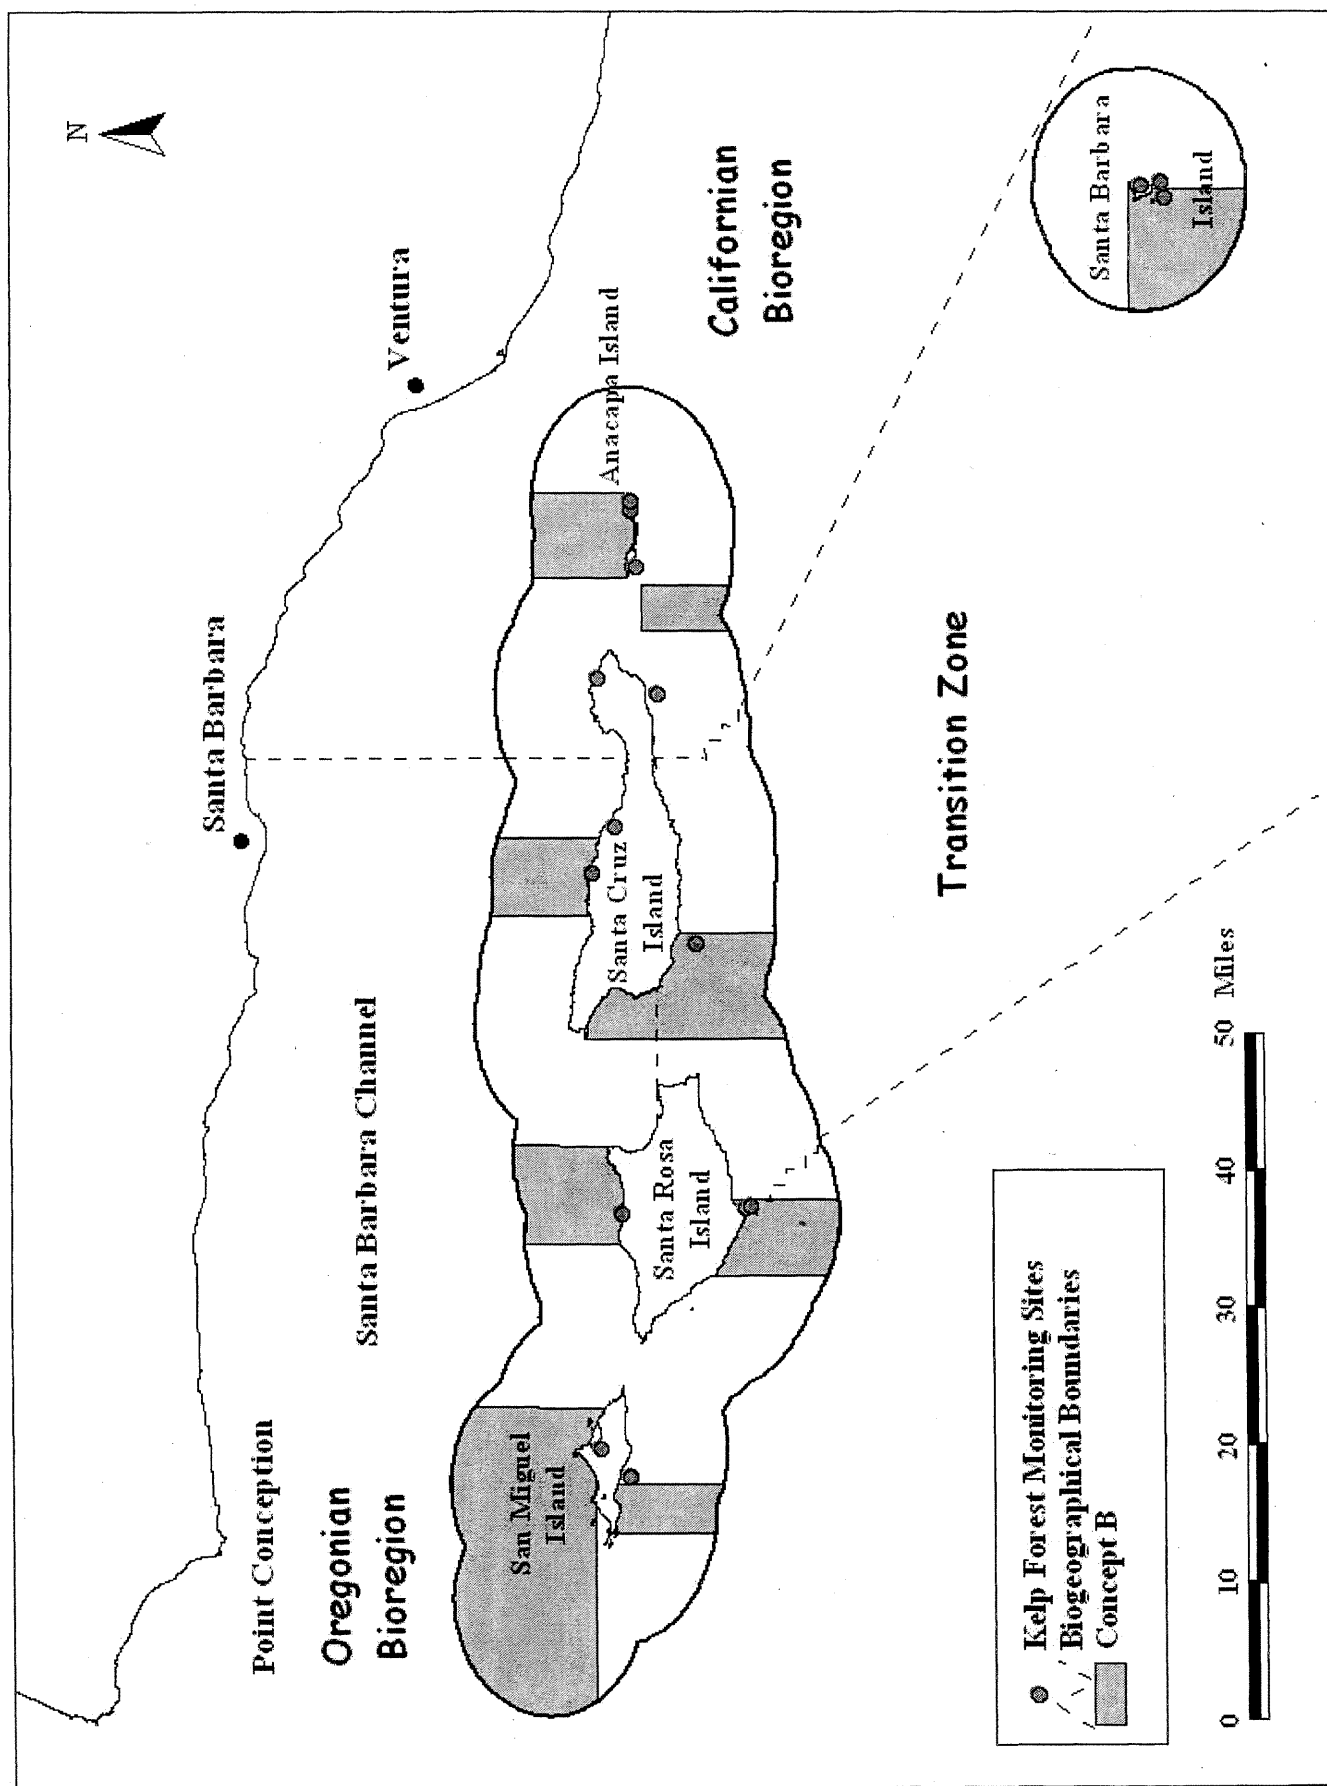 N
Santa Barbara
Ventura
Point Conception
Santa Barbara Channel
Oregonian
Bioregion
Californian
Bioregion
San Miguel
Island
Santa Rosa
Island
Santa Cruz
Island
Anacapa Island
Transition Zone
Santa Barbara
Island
Kelp Forest Monitoring Sites
Biogeographical Boundaries
Concept B
0 10 20 30 40 50 Miles